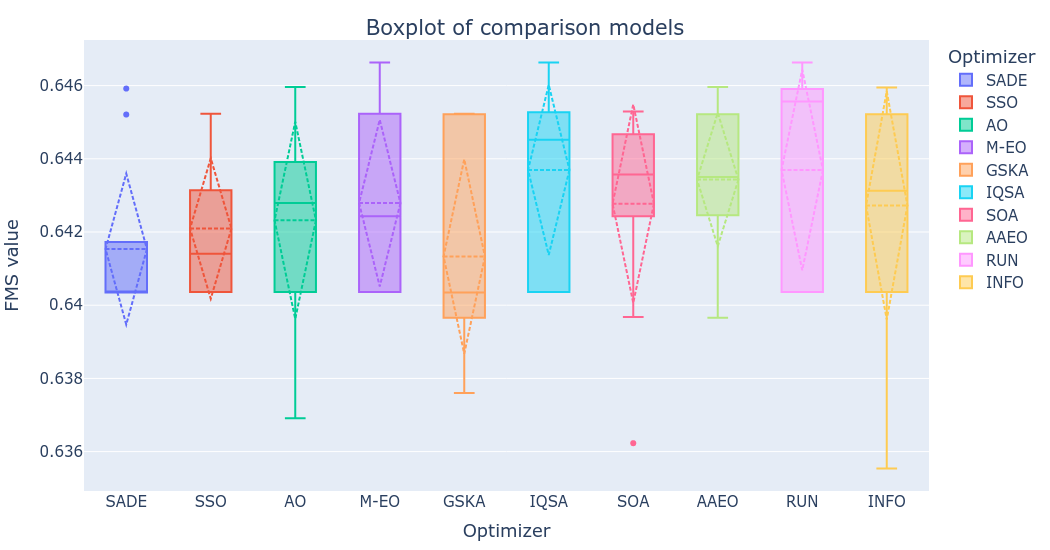 Boxplot of comparison models
FMS value
0.646
0.644
0.642
0.64
0.638
0.636
SADE
SSO
AO
M-EO
GSKA
IQSA
SOA
AAEO
RUN
INFO
Optimizer
Optimizer
SADE
SSO
AO
M-EO
GSKA
IQSA
SOA
AAEO
RUN
INFO